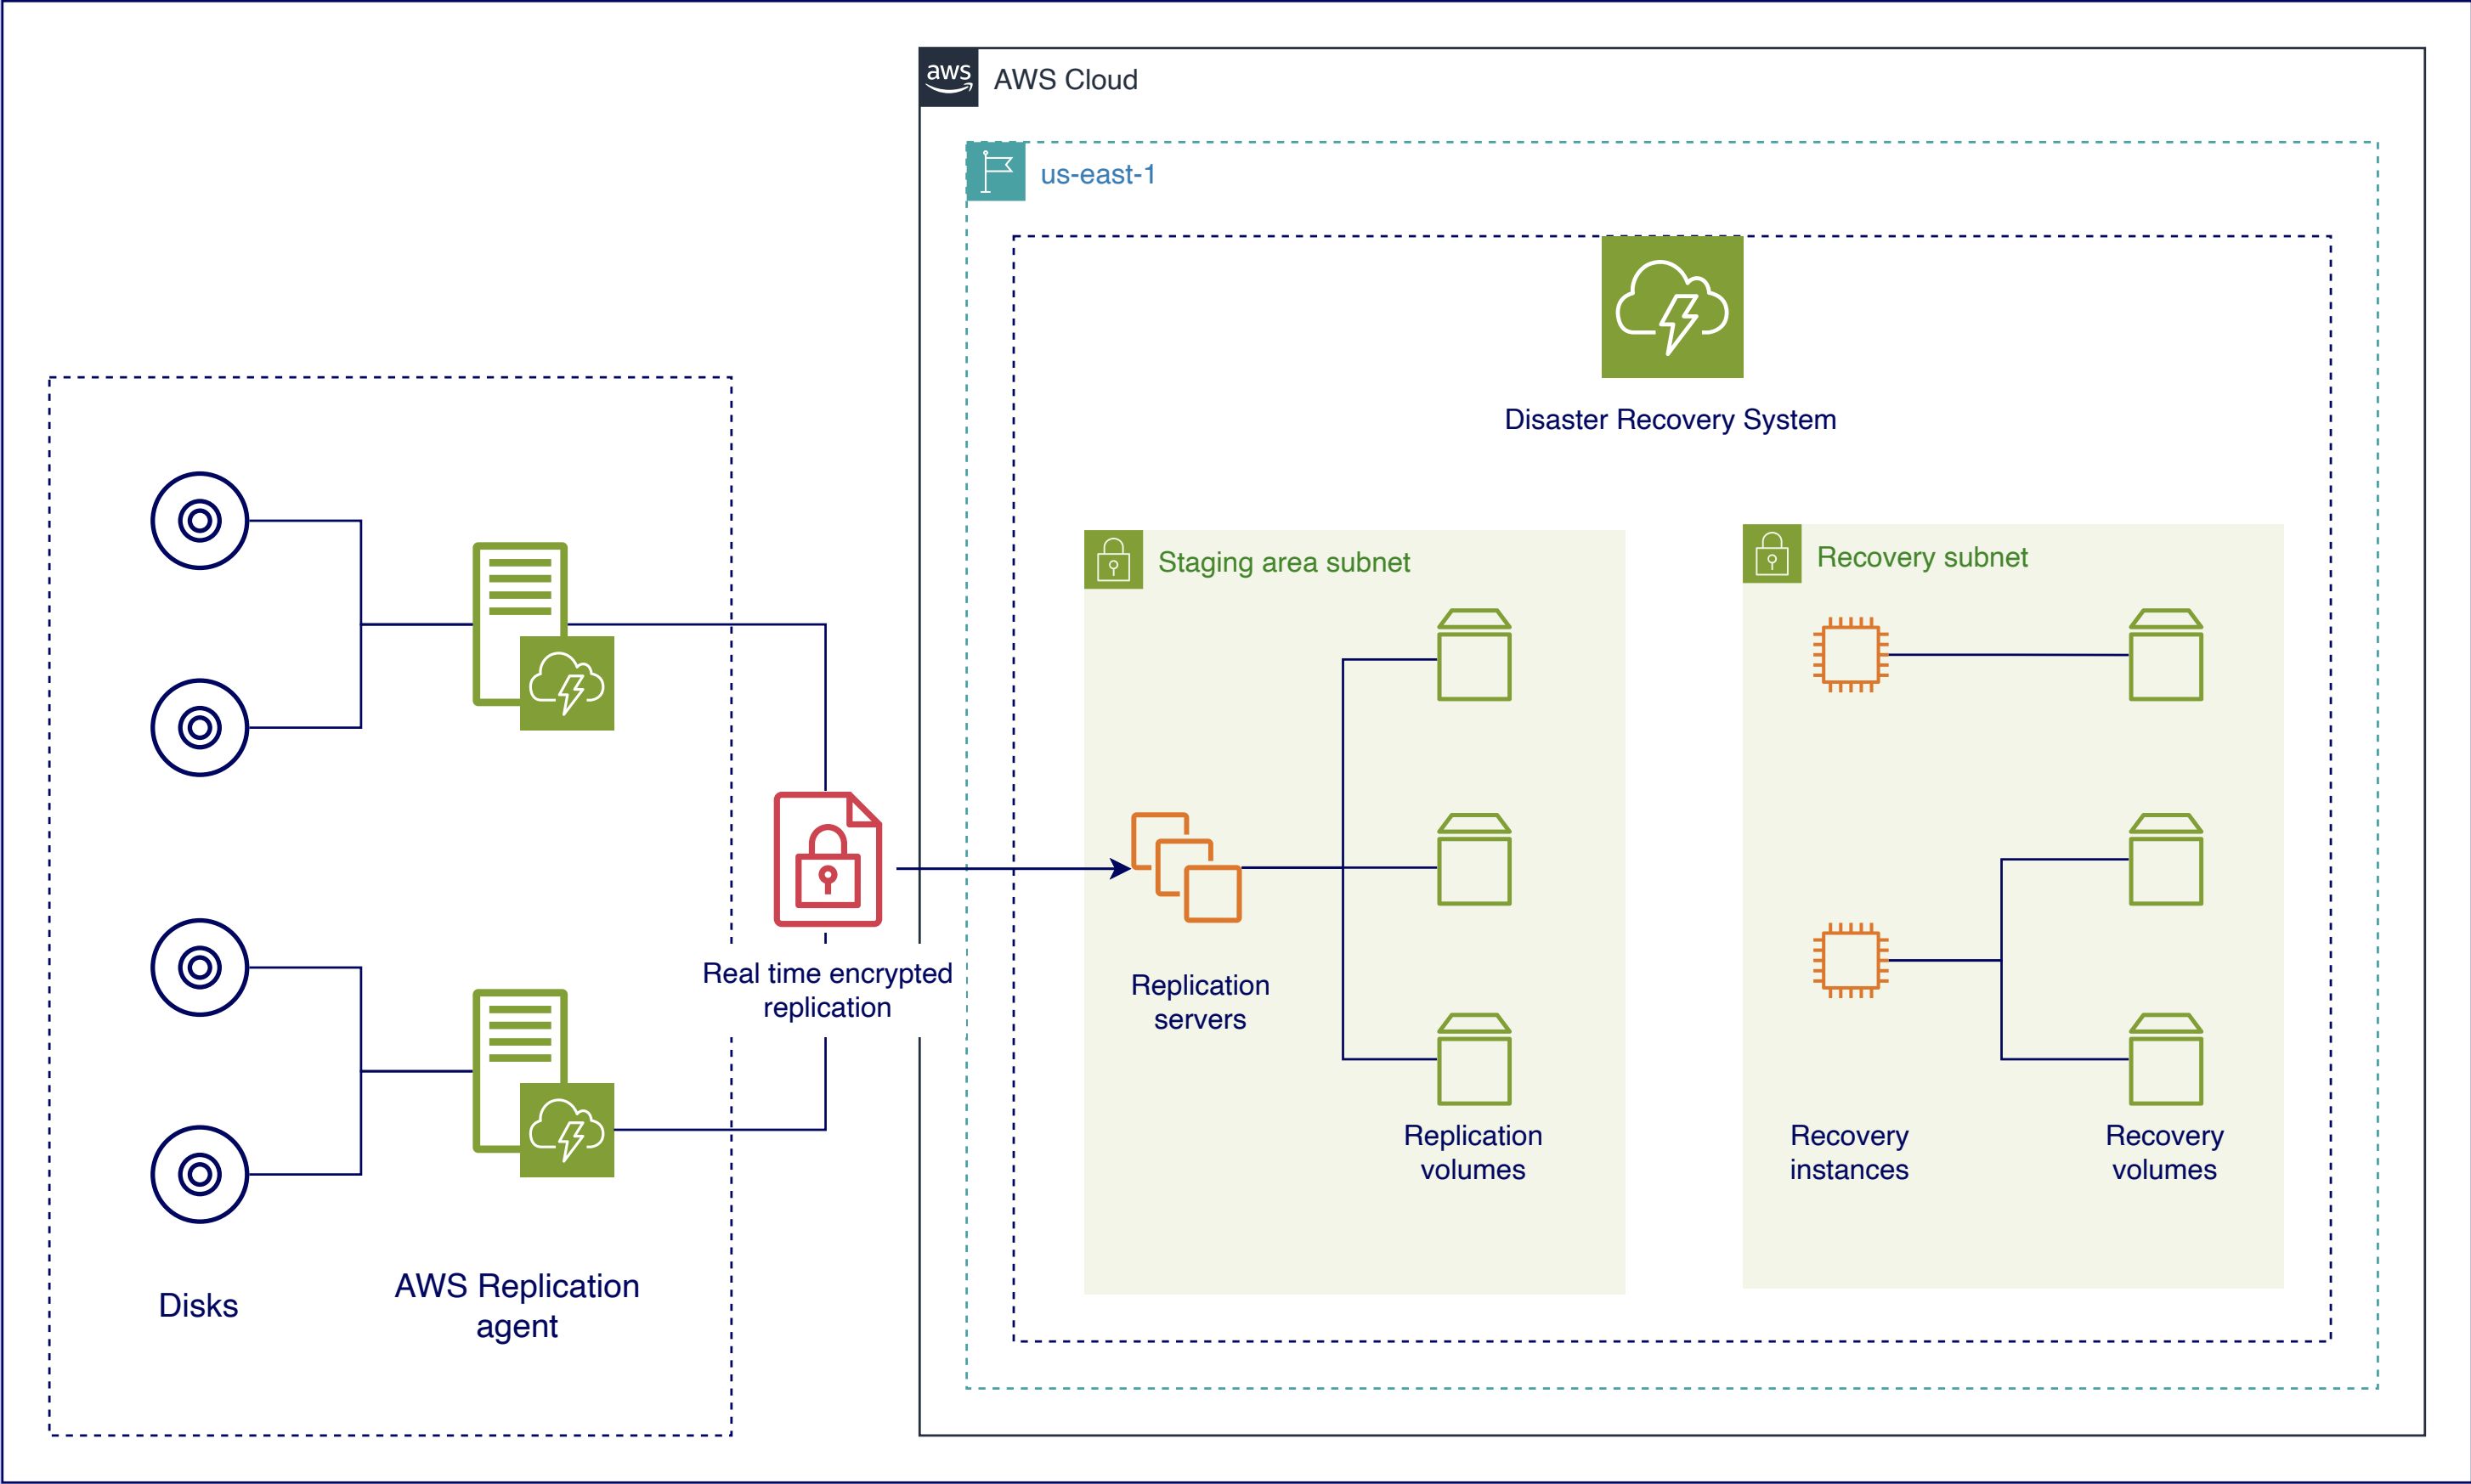 aws
AWS Cloud
us-east-1
Disaster Recovery System
Staging area subnet
Recovery subnet
Real time encrypted
replication
Replication
servers
Replication
volumes
Recovery
instances
Recovery
volumes
Disks
AWS Replication
agent